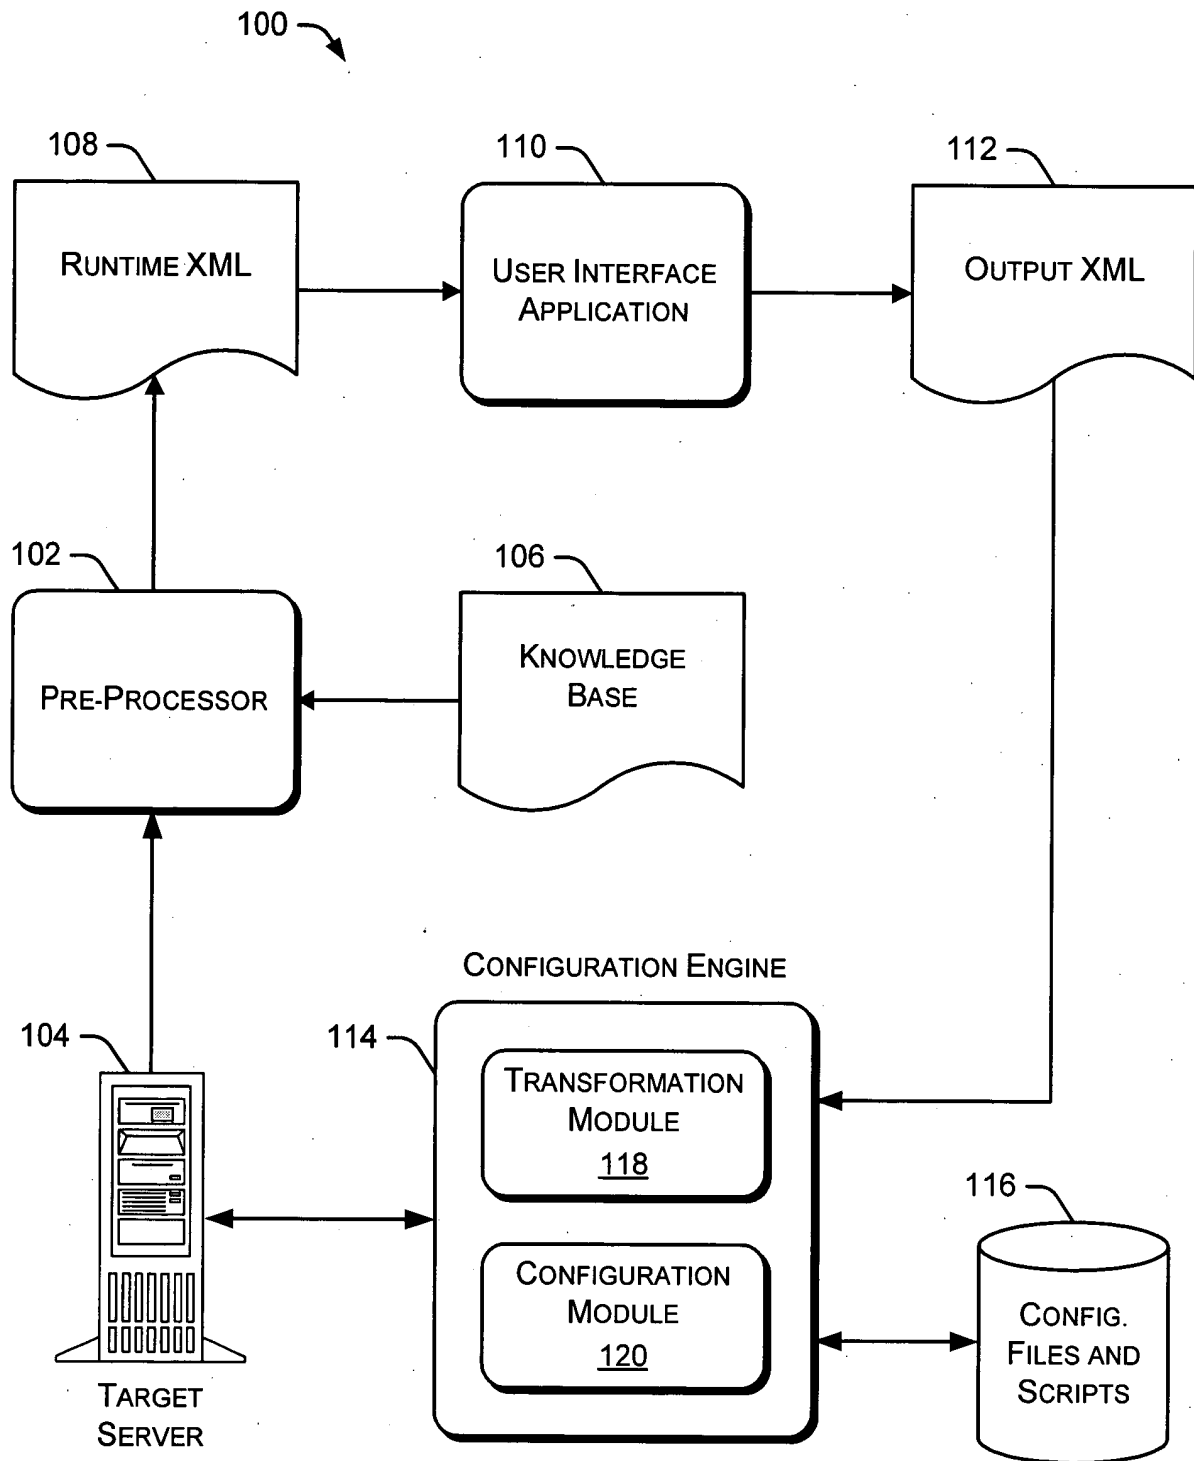 100
108
110
112
RUNTIME XML
USER INTERFACE
APPLICATION
OUTPUT XML
102
106
PRE-PROCESSOR
KNOWLEDGE
BASE
CONFIGURATION ENGINE
104
114
TRANSFORMATION
MODULE
118
116
CONFIGURATION
MODULE
120
CONFIG.
FILES AND
SCRIPTS
TARGET
SERVER